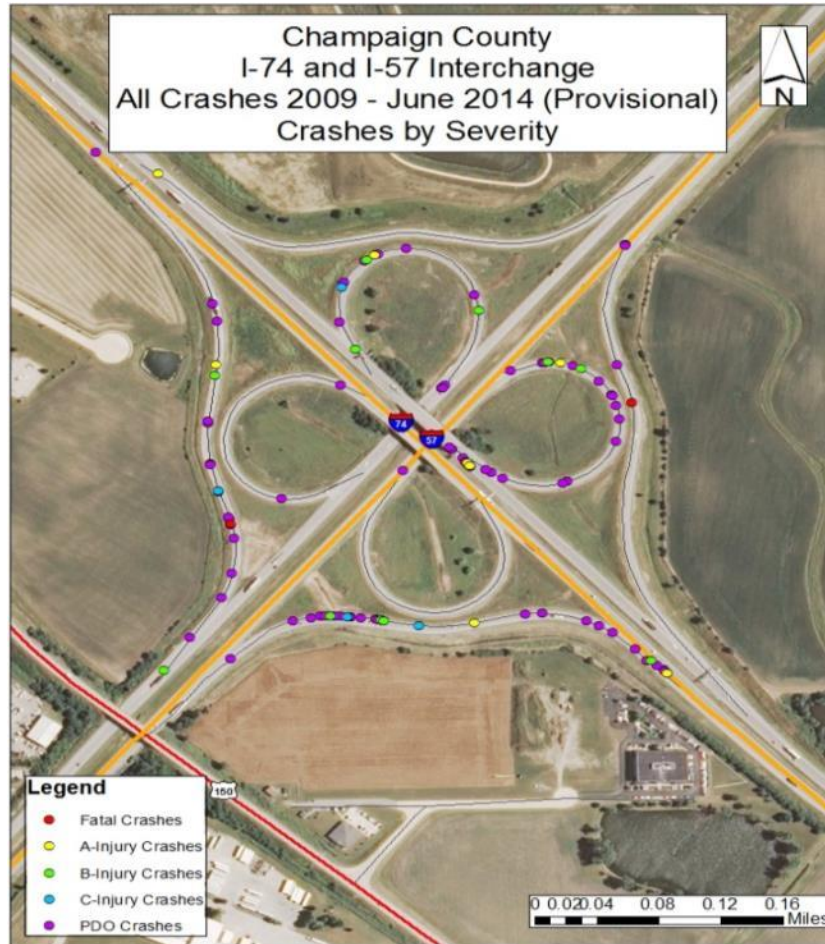 Champaign County
I-74 and I-57 Interchange
All Crashes 2009 - June 2014 (Provisional)
Crashes by Severity
N
74
57
150
Legend
Fatal Crashes
A-Injury Crashes
B-Injury Crashes
C-Injury Crashes
PDO Crashes
0 0.02 0.04 0.08 0.12 0.16
Miles